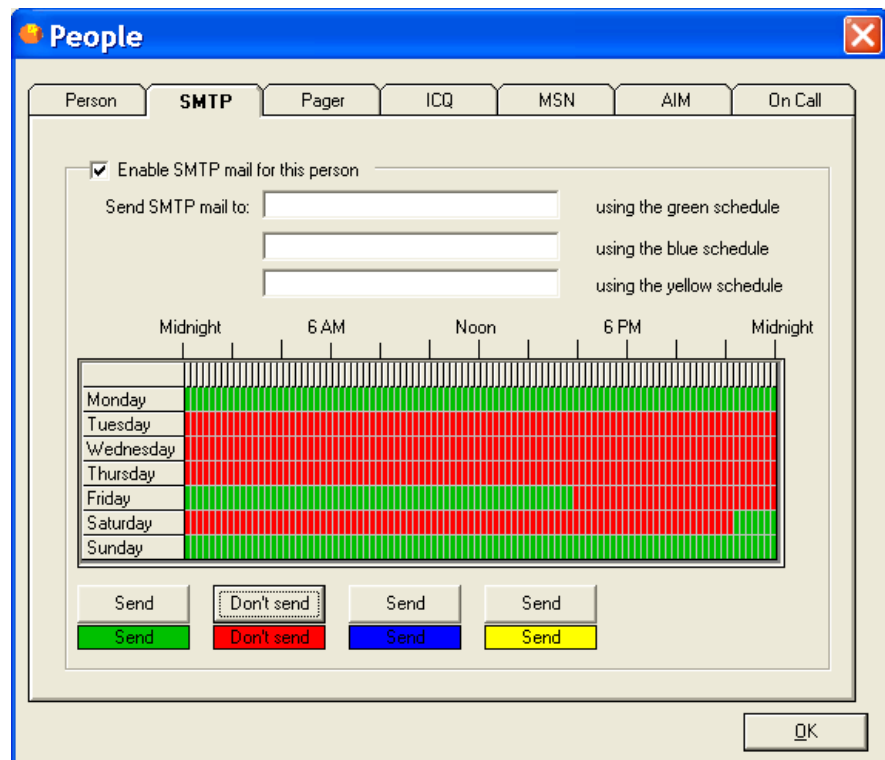 People
Person SMTP Pager ICQ MSN AIM On Call
Enable SMTP mail for this person
Send SMTP mail to: using the green schedule
using the blue schedule
using the yellow schedule
Midnight 6 AM Noon 6 PM Midnight
Monday
Tuesday
Wednesday
Thursday
Friday
Saturday
Sunday
Send Don't send Send Send
Send Don't send Send Send
OK